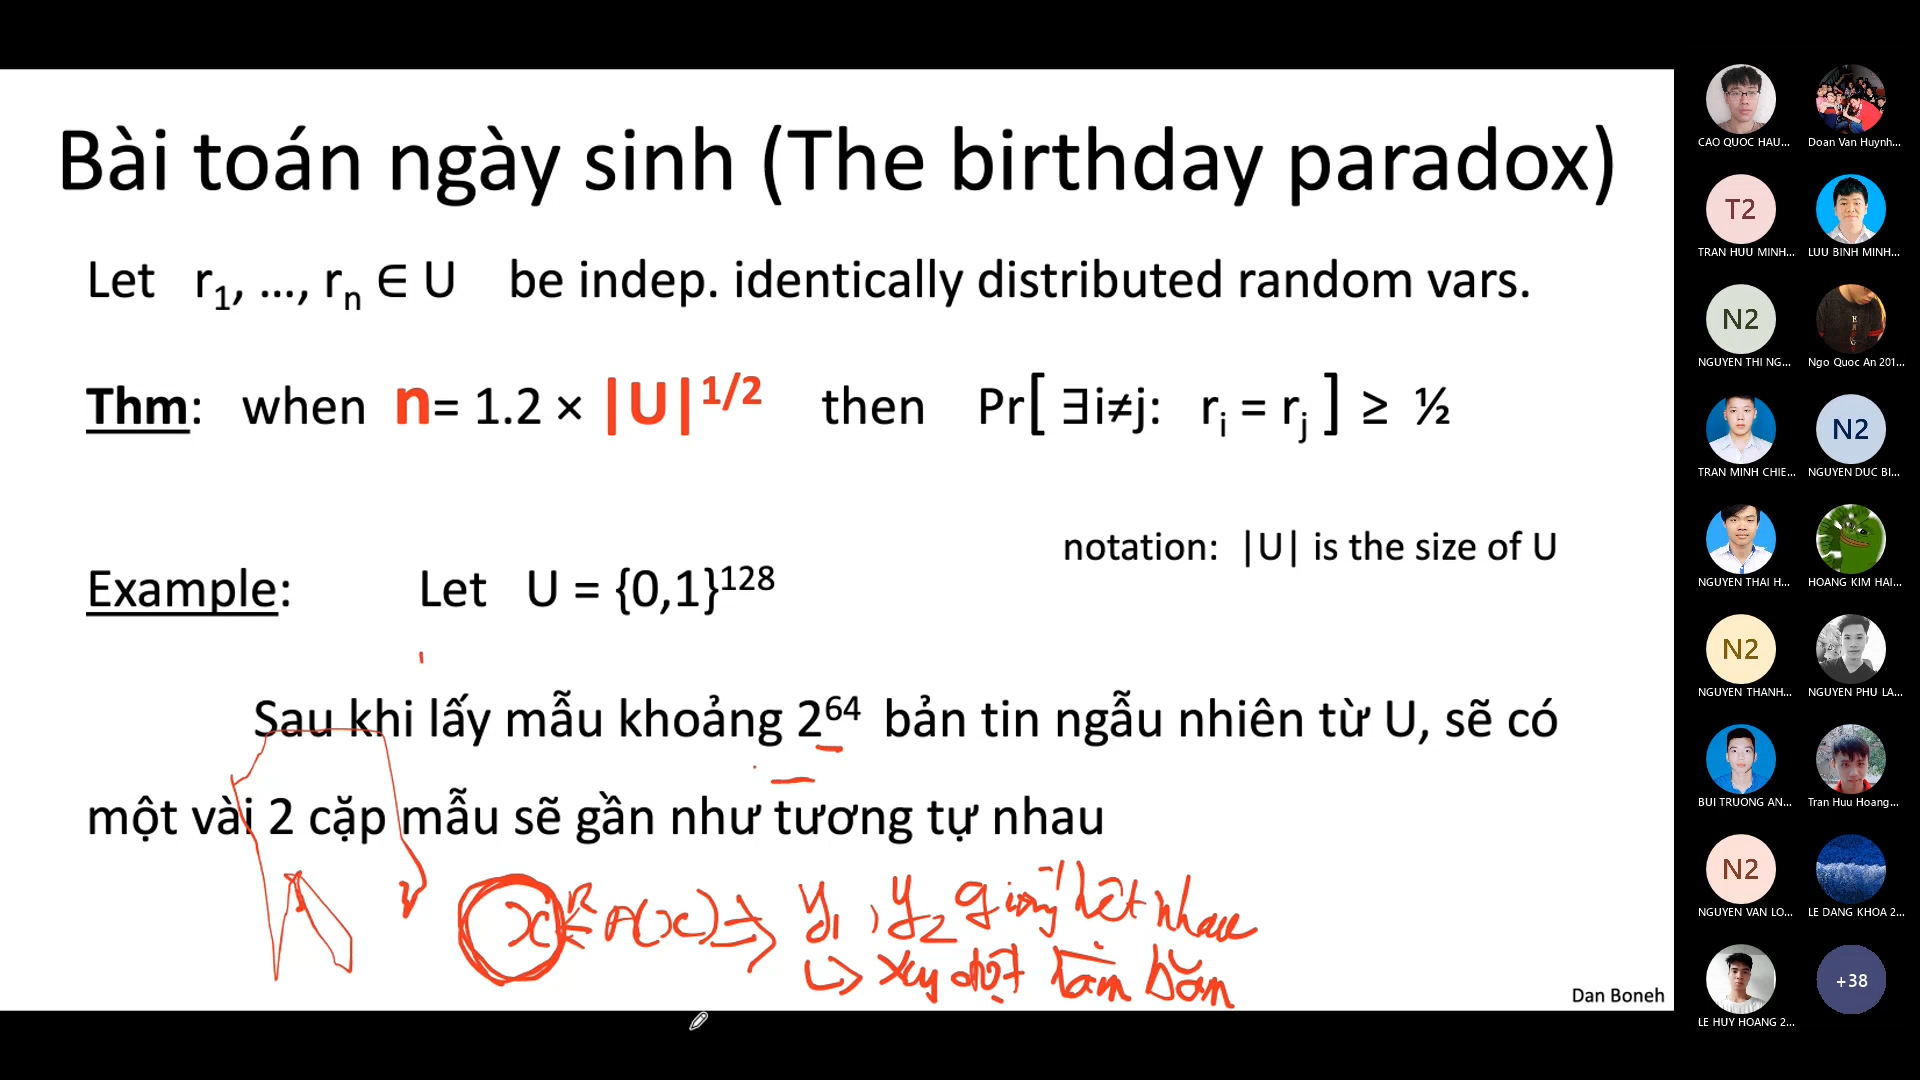 Bài toán ngày sinh (The birthday paradox)
Let r1, ..., rn ∈ U be indep. identically distributed random vars.
Thm: when n= 1.2 × |U|^1/2 then Pr[ ∃i≠j: ri = rj ] ≥ ½
notation: |U| is the size of U
Example: Let U = {0,1}^128
Sau khi lấy mẫu khoảng 2^64 bản tin ngẫu nhiên từ U, sẽ có
một vài 2 cặp mẫu sẽ gần như tương tự nhau
y1, y2 giống hệt nhau
băm
Dan Boneh
CAO QUOC HAU...
Doan Van Huynh...
T2
TRAN HUU MINH...
LUU BINH MINH...
N2
NGUYEN THI NG...
Ngo Quoc An 201...
TRAN MINH CHIE...
N2
NGUYEN DUC BI...
NGUYEN THAI H...
HOANG KIM HAI...
N2
NGUYEN THANH...
NGUYEN PHU LA...
BUI TRUONG AN...
Tran Huu Hoang...
N2
NGUYEN VAN LO...
LE DANG KHOA 2...
LE HUY HOANG 2...
+38